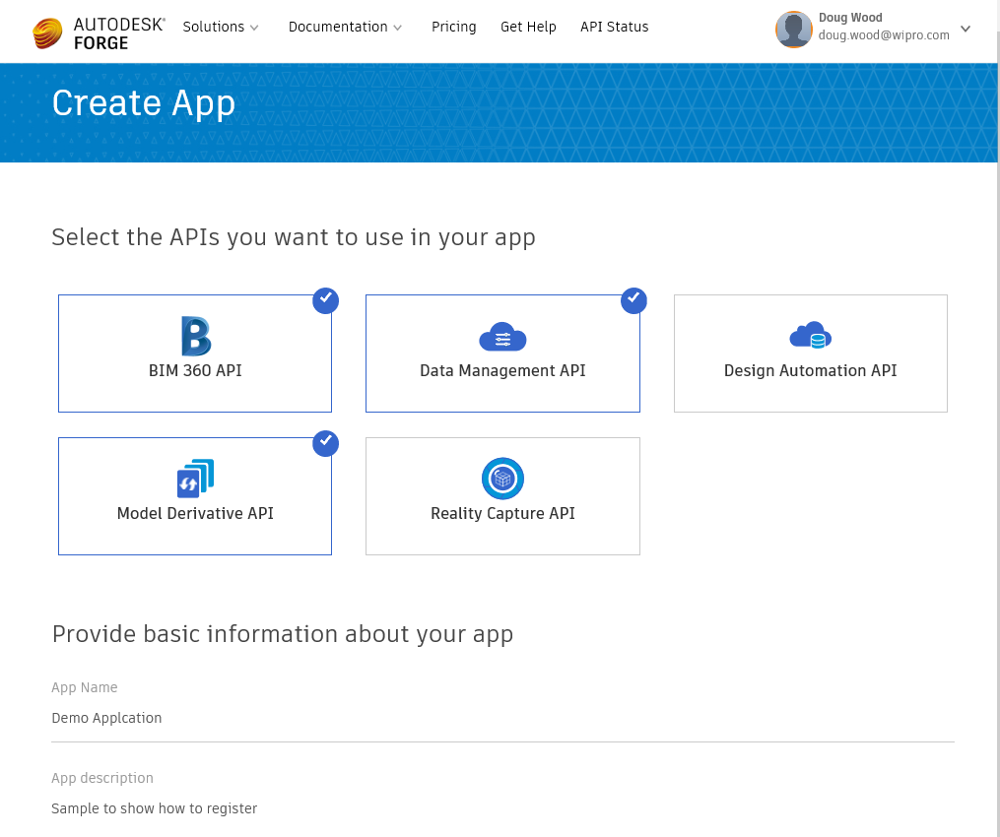 AUTODESK®
FORGE
Solutions
Documentation
Pricing
Get Help
API Status
Doug Wood
doug.wood@wipro.com
Create App
Select the APIs you want to use in your app
BIM 360 API
Data Management API
Design Automation API
Model Derivative API
Reality Capture API
Provide basic information about your app
App Name
Demo Applcation
App description
Sample to show how to register